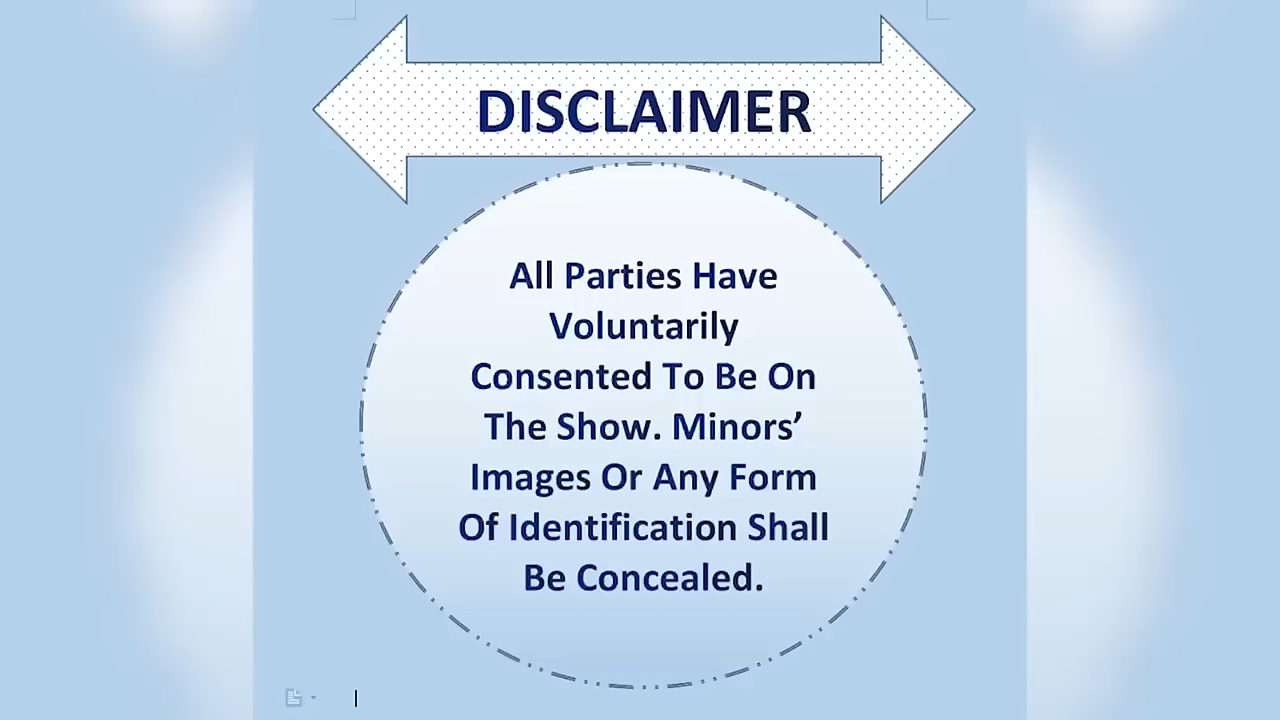 DISCLAIMER
All Parties Have
Voluntarily
Consented To Be On
The Show. Minors’
Images Or Any Form
Of Identification Shall
Be Concealed.